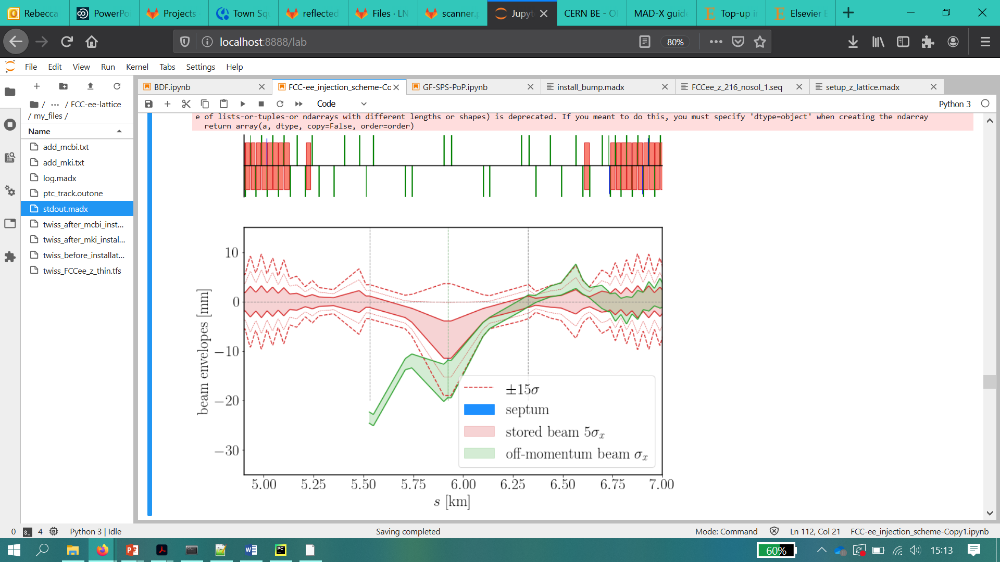 Rebecca
PowerPo
Projects
Town Squ
reflected
Files · LN
scanner.p
Jupyt
CERN BE - O
MAD-X guid
Top-up i
Elsevier E
localhost:8888/lab
80%
File Edit View Run Kernel Tabs Settings Help
BDF.ipynb
FCC-ee_injection_scheme-Co
GF-SPS-PoP.ipynb
install_bump.madx
FCCee_z_216_nosol_1.seq
setup_z_lattice.madx
/ ··· / FCC-ee-lattice
/ my_files /
Code
Python 3
Name
add_mcbi.txt
add_mki.txt
log.madx
ptc_track.outone
stdout.madx
twiss_after_mcbi_inst...
twiss_after_mki_instal...
twiss_before_installat...
twiss_FCCee_z_thin.tfs
e of lists-or-tuples-or ndarrays with different lengths or shapes) is deprecated. If you meant to do this, you must specify 'dtype=object' when creating the ndarray
return array(a, dtype, copy=False, order=order)
10
0
−10
−20
−30
beam envelopes [mm]
±15σ
septum
stored beam 5σx
off-momentum beam σx
5.00 5.25 5.50 5.75 6.00 6.25 6.50 6.75 7.00
s [km]
0 $_ 4 Python 3 | Idle
Saving completed
Mode: Command
Ln 112, Col 21
FCC-ee_injection_scheme-Copy1.ipynb
60%
15:13